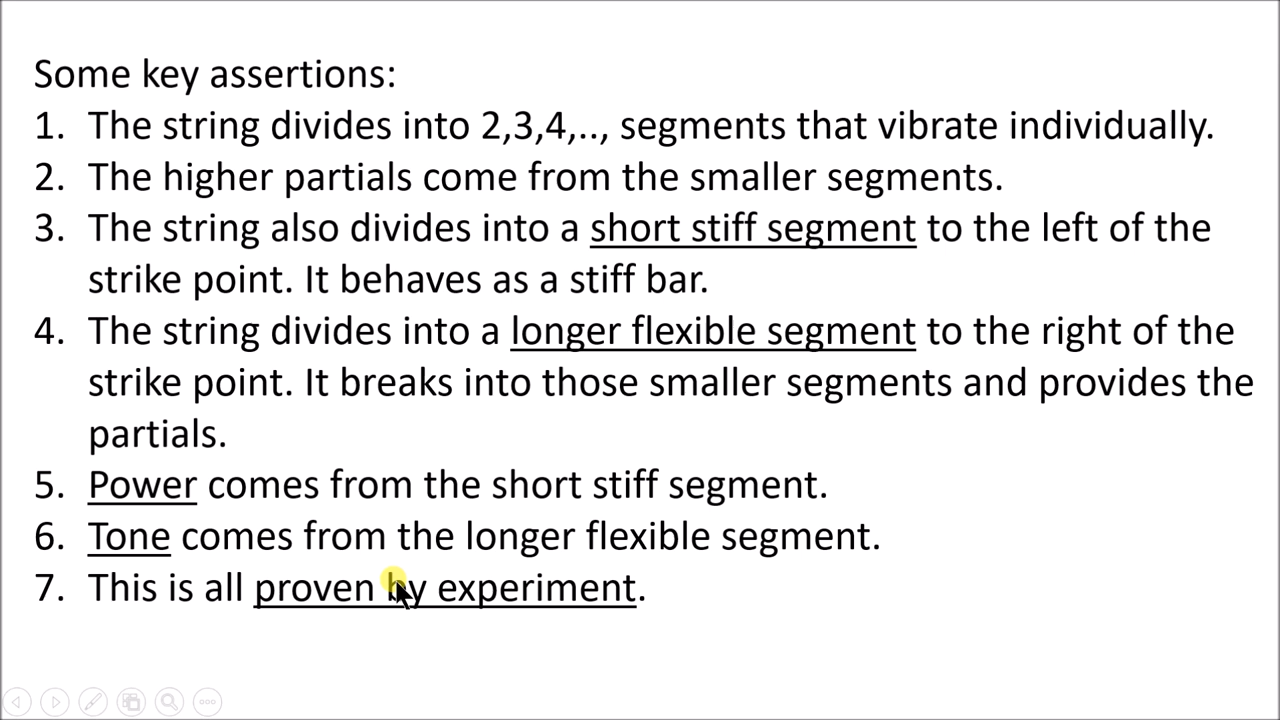 Some key assertions:
1. The string divides into 2,3,4,.., segments that vibrate individually.
2. The higher partials come from the smaller segments.
3. The string also divides into a short stiff segment to the left of the
strike point. It behaves as a stiff bar.
4. The string divides into a longer flexible segment to the right of the
strike point. It breaks into those smaller segments and provides the
partials.
5. Power comes from the short stiff segment.
6. Tone comes from the longer flexible segment.
7. This is all proven by experiment.